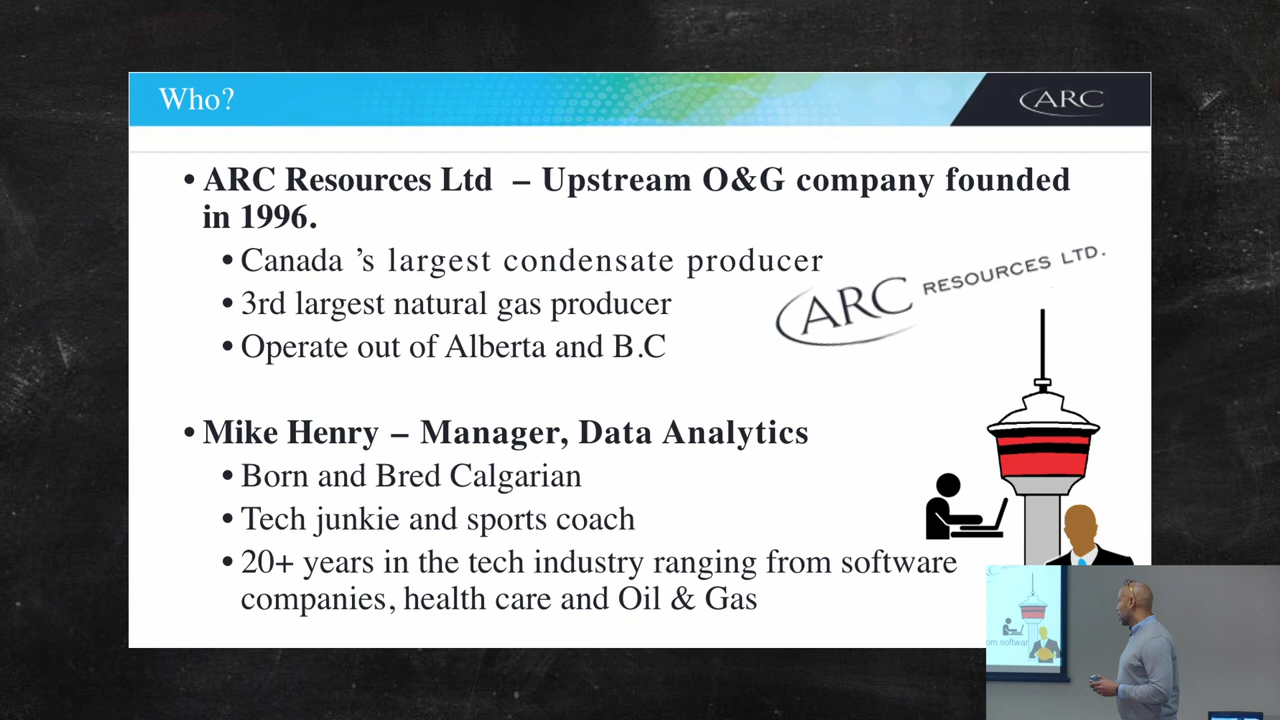 Who?
ARC
• ARC Resources Ltd – Upstream O&G company founded
in 1996.
• Canada 's largest condensate producer
• 3rd largest natural gas producer
• Operate out of Alberta and B.C
ARC RESOURCES LTD.
• Mike Henry – Manager, Data Analytics
• Born and Bred Calgarian
• Tech junkie and sports coach
• 20+ years in the tech industry ranging from software
companies, health care and Oil & Gas
om softwar